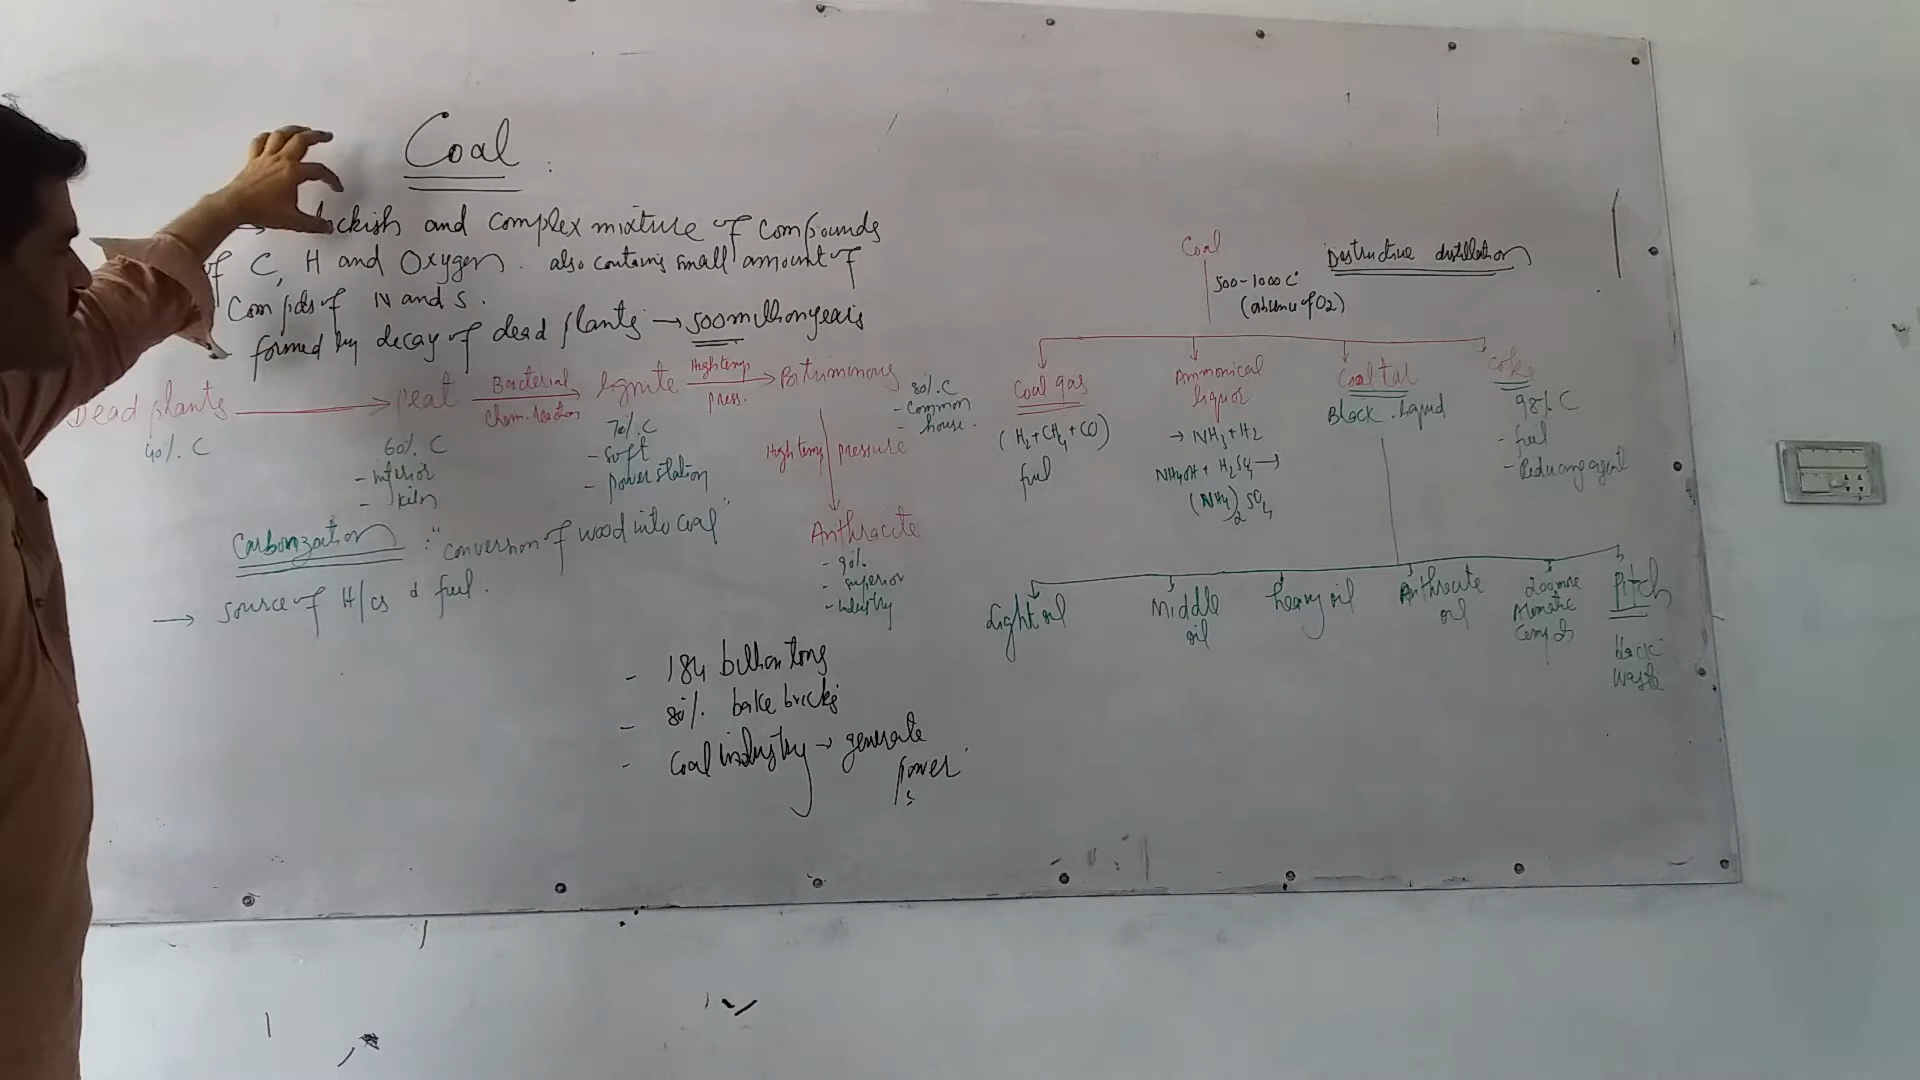 Coal :
→ lackish and complex mixture of compounds
of C, H and Oxygen. also contains small amount of
Compds of N and S.
formed by decay of dead plants → 500 million years
Dead plants → Peat Bacterial Chem. reaction → lignite High temp, press. → Bituminous
40%. C
60%. C
- inferior
- kiln
70%. C
- soft
- power station
80%. C
- common
- house.
High temp pressure
Anthracite
- 90%
- superior
- industry
Carbonization : "conversion of wood into coal"
→ source of H/cs & fuel.
- 184 billion tons
- 80%. bake bricks
- Coal industry → generate
power
Coal
Destructive distillation
500-1000 C°
(absence of O2)
Coal gas
(H2+CH4+CO)
fuel
Ammonical
liquor
→ NH3+H2
NH4OH + H2SO4 →
(NH4)2 SO4
Coal tar
Black liquid
Coke
98%. C
- fuel
- Reducing agent
Light oil
Middle
oil
heavy oil
Anthracite
oil
200 more
Aromatic
Compds
Pitch
black
waste